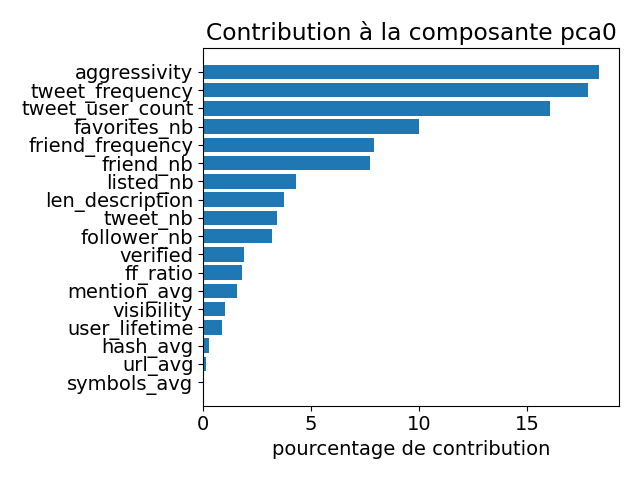 Contribution à la composante pca0
aggressivity
tweet_frequency
tweet_user_count
favorites_nb
friend_frequency
friend_nb
listed_nb
len_description
tweet_nb
follower_nb
verified
ff_ratio
mention_avg
visibility
user_lifetime
hash_avg
url_avg
symbols_avg
0 5 10 15
pourcentage de contribution